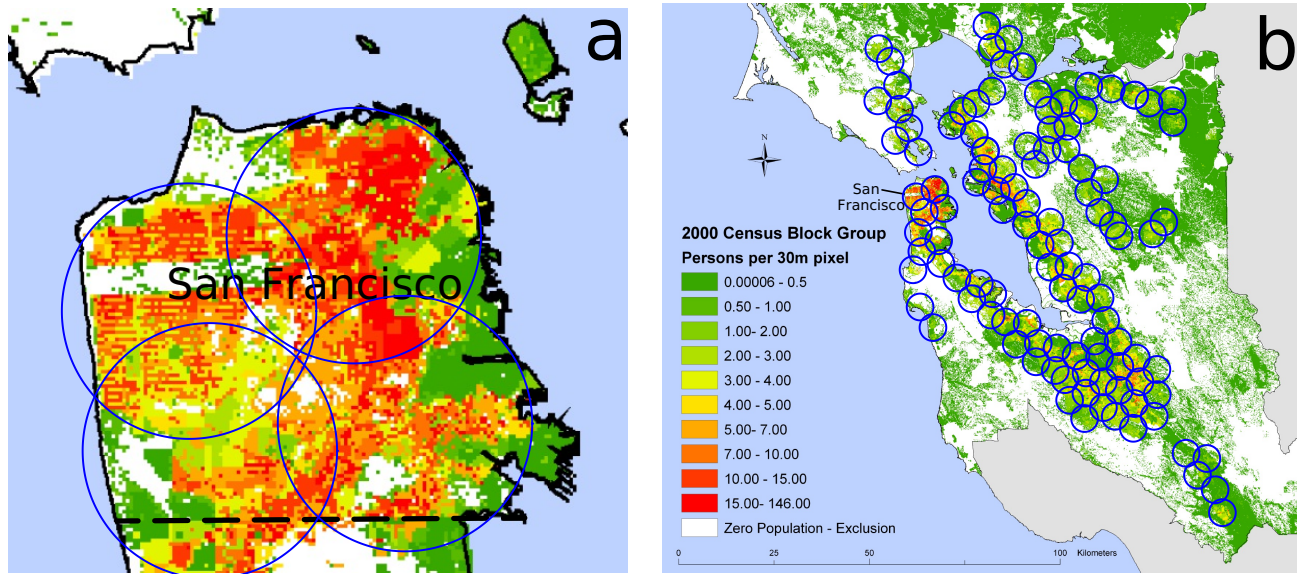 a
San Francisco
b
N
San
Francisco
2000 Census Block Group
Persons per 30m pixel
0.00006 - 0.5
0.50 - 1.00
1.00- 2.00
2.00 - 3.00
3.00 - 4.00
4.00 - 5.00
5.00- 7.00
7.00 - 10.00
10.00 - 15.00
15.00- 146.00
Zero Population - Exclusion
0 25 50 100 Kilometers